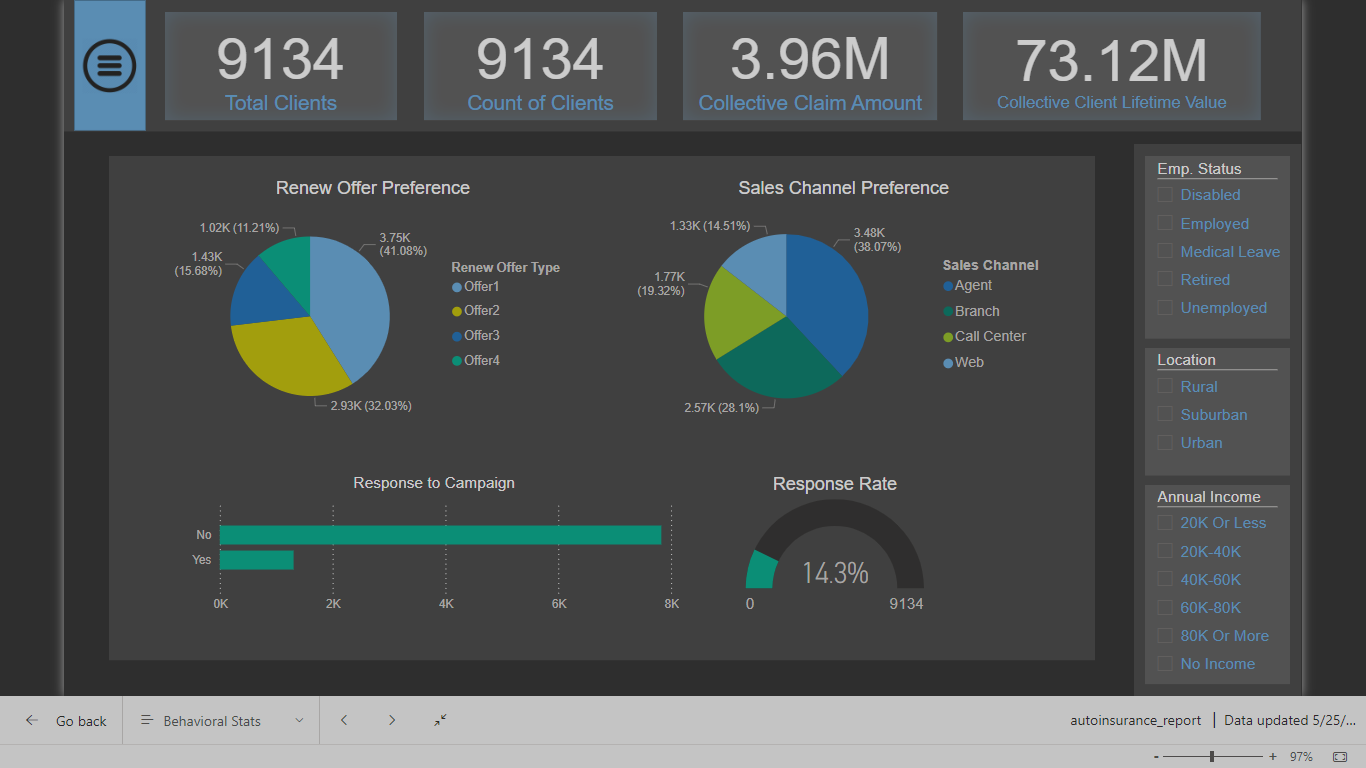 9134
Total Clients
9134
Count of Clients
3.96M
Collective Claim Amount
73.12M
Collective Client Lifetime Value
Renew Offer Preference
1.02K (11.21%)
3.75K
(41.08%)
1.43K
(15.68%)
2.93K (32.03%)
Renew Offer Type
Offer1
Offer2
Offer3
Offer4
Sales Channel Preference
1.33K (14.51%)
3.48K
(38.07%)
1.77K
(19.32%)
2.57K (28.1%)
Sales Channel
Agent
Branch
Call Center
Web
Response to Campaign
No
Yes
0K
2K
4K
6K
8K
Response Rate
14.3%
0
9134
Emp. Status
Disabled
Employed
Medical Leave
Retired
Unemployed
Location
Rural
Suburban
Urban
Annual Income
20K Or Less
20K-40K
40K-60K
60K-80K
80K Or More
No Income
Go back
Behavioral Stats
autoinsurance_report | Data updated 5/25/...
- + 97%